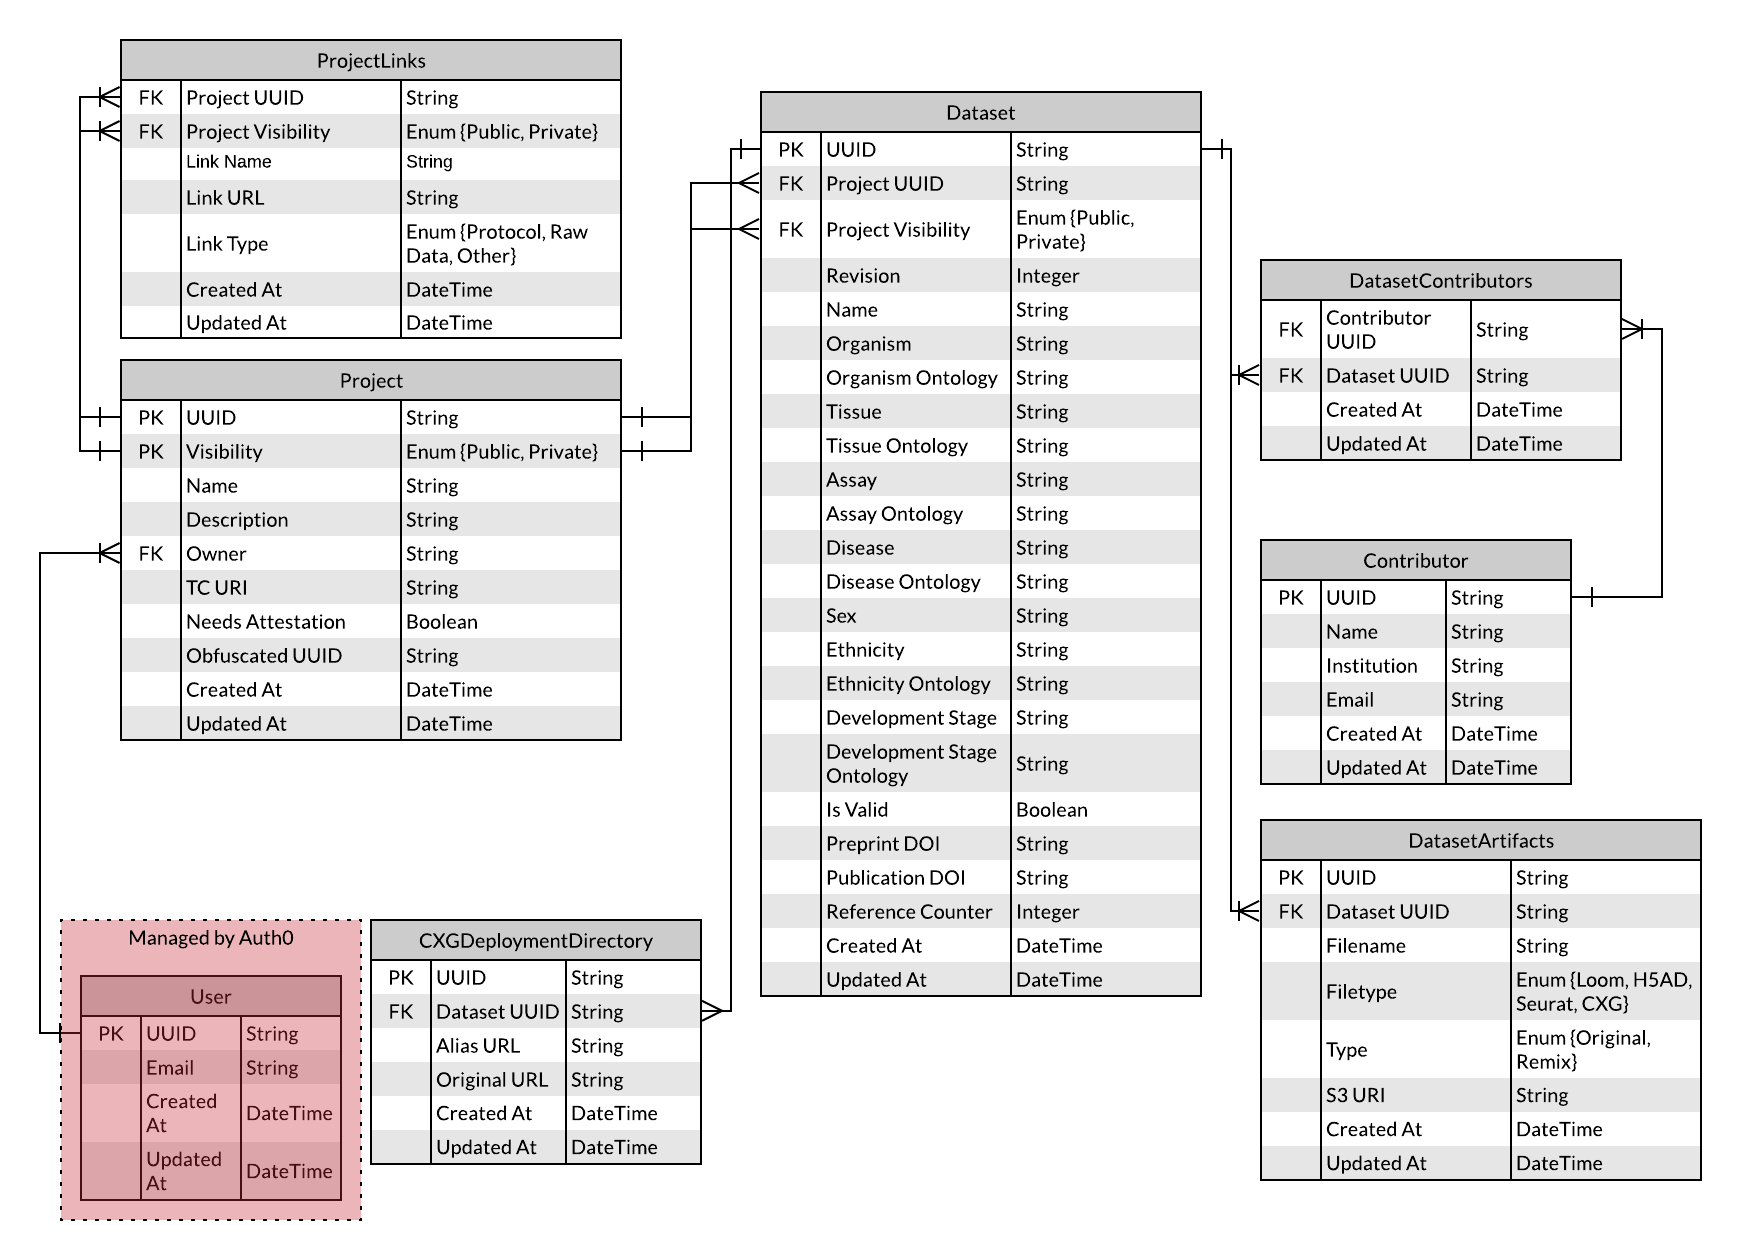 ProjectLinks
FK Project UUID String
FK Project Visibility Enum {Public, Private}
Link Name String
Link URL String
Link Type Enum {Protocol, Raw
Data, Other}
Created At DateTime
Updated At DateTime
Project
PK UUID String
PK Visibility Enum {Public, Private}
Name String
Description String
FK Owner String
TC URI String
Needs Attestation Boolean
Obfuscated UUID String
Created At DateTime
Updated At DateTime
Managed by Auth0
User
PK UUID String
Email String
Created
At DateTime
Updated
At DateTime
CXGDeploymentDirectory
PK UUID String
FK Dataset UUID String
Alias URL String
Original URL String
Created At DateTime
Updated At DateTime
Dataset
PK UUID String
FK Project UUID String
FK Project Visibility Enum {Public,
Private}
Revision Integer
Name String
Organism String
Organism Ontology String
Tissue String
Tissue Ontology String
Assay String
Assay Ontology String
Disease String
Disease Ontology String
Sex String
Ethnicity String
Ethnicity Ontology String
Development Stage String
Development Stage
Ontology String
Is Valid Boolean
Preprint DOI String
Publication DOI String
Reference Counter Integer
Created At DateTime
Updated At DateTime
DatasetContributors
FK Contributor
UUID String
FK Dataset UUID String
Created At DateTime
Updated At DateTime
Contributor
PK UUID String
Name String
Institution String
Email String
Created At DateTime
Updated At DateTime
DatasetArtifacts
PK UUID String
FK Dataset UUID String
Filename String
Filetype Enum {Loom, H5AD,
Seurat, CXG}
Type Enum {Original,
Remix}
S3 URI String
Created At DateTime
Updated At DateTime